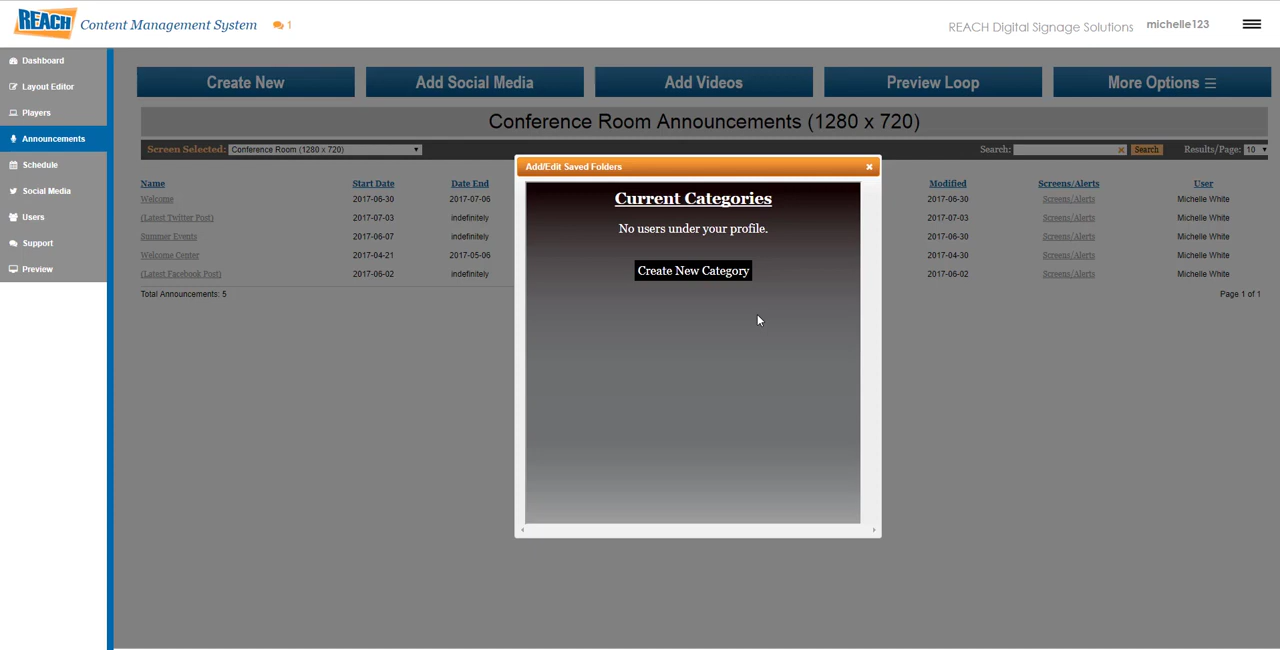 REACH Content Management System 1 REACH Digital Signage Solutions michelle123
Dashboard
Layout Editor
Players
Announcements
Schedule
Social Media
Users
Support
Preview
Create New Add Social Media Add Videos Preview Loop More Options ☰
Conference Room Announcements (1280 x 720)
Screen Selected: Conference Room (1280 x 720) Search: Search Results/Page: 10
Name Start Date Date End Modified Screens/Alerts User
Welcome 2017-06-30 2017-07-06 2017-06-30 Screens/Alerts Michelle White
(Latest Twitter Post) 2017-07-03 indefinitely 2017-07-03 Screens/Alerts Michelle White
Summer Events 2017-06-07 indefinitely 2017-06-30 Screens/Alerts Michelle White
Welcome Center 2017-04-21 2017-05-06 2017-04-30 Screens/Alerts Michelle White
(Latest Facebook Post) 2017-06-02 indefinitely 2017-06-02 Screens/Alerts Michelle White
Total Announcements: 5 Page 1 of 1
Add/Edit Saved Folders
Current Categories
No users under your profile.
Create New Category